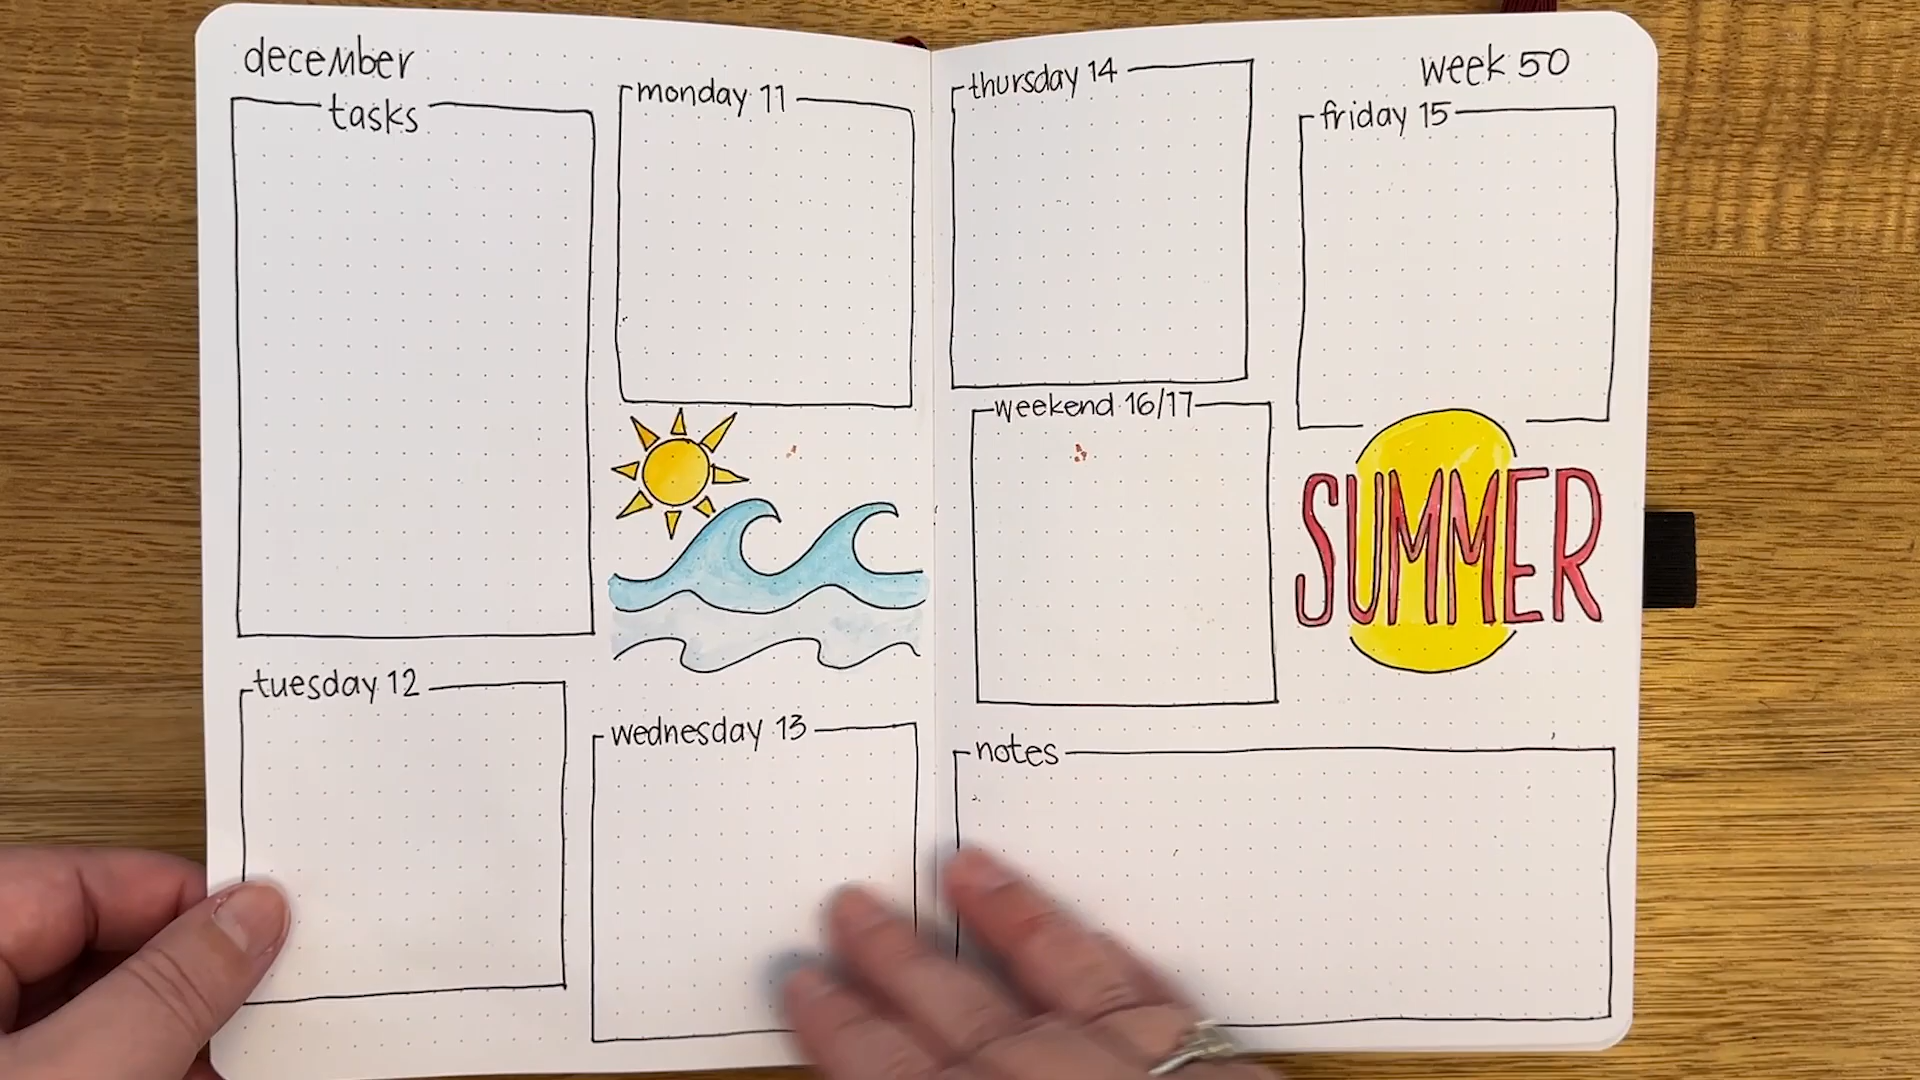 december
tasks
monday 11
tuesday 12
wednesday 13
week 50
thursday 14
friday 15
weekend 16/17
SUMMER
notes